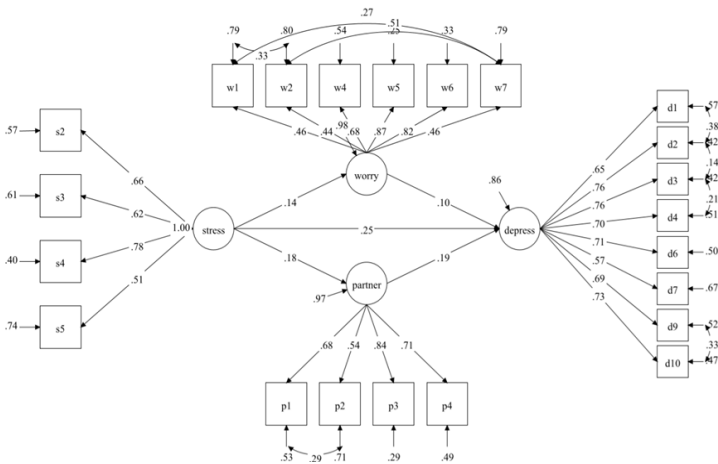 .27
.51
.79 .80 .54 .25 .33 .79
.33
w1 w2 w4 w5 w6 w7
.46 .44 .98 .68 .87 .82 .46
worry
.57 s2
.61 s3
.40 s4
.74 s5
.66
.62
.78
.51
1.00 stress
.14
.25
.18
.10
.19
.86
depress
.97 partner
.68 .54 .84 .71
p1 p2 p3 p4
.53 .29 .71 .29 .49
.65
.76
.76
.70
.71
.57
.69
.73
d1 .57
.38
d2 .42
.14
d3 .42
.21
d4 .51
d6 .50
d7 .67
d9 .52
.33
d10 .47